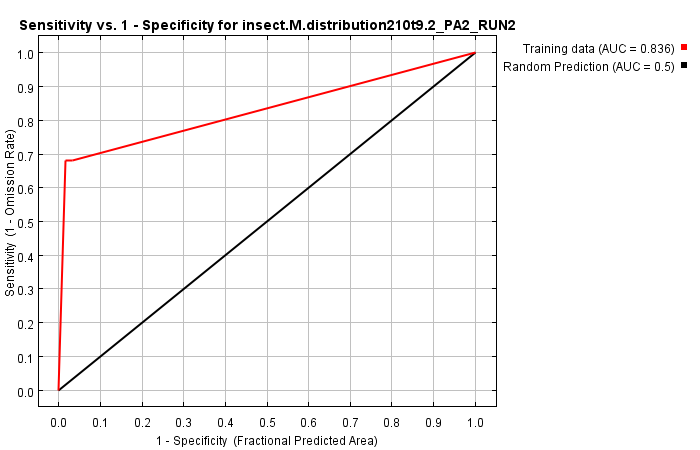 Sensitivity vs. 1 - Specificity for insect.M.distribution210t9.2_PA2_RUN2
Training data (AUC = 0.836)
Random Prediction (AUC = 0.5)
Sensitivity (1 - Omission Rate)
1.0
0.9
0.8
0.7
0.6
0.5
0.4
0.3
0.2
0.1
0.0
0.0 0.1 0.2 0.3 0.4 0.5 0.6 0.7 0.8 0.9 1.0
1 - Specificity (Fractional Predicted Area)